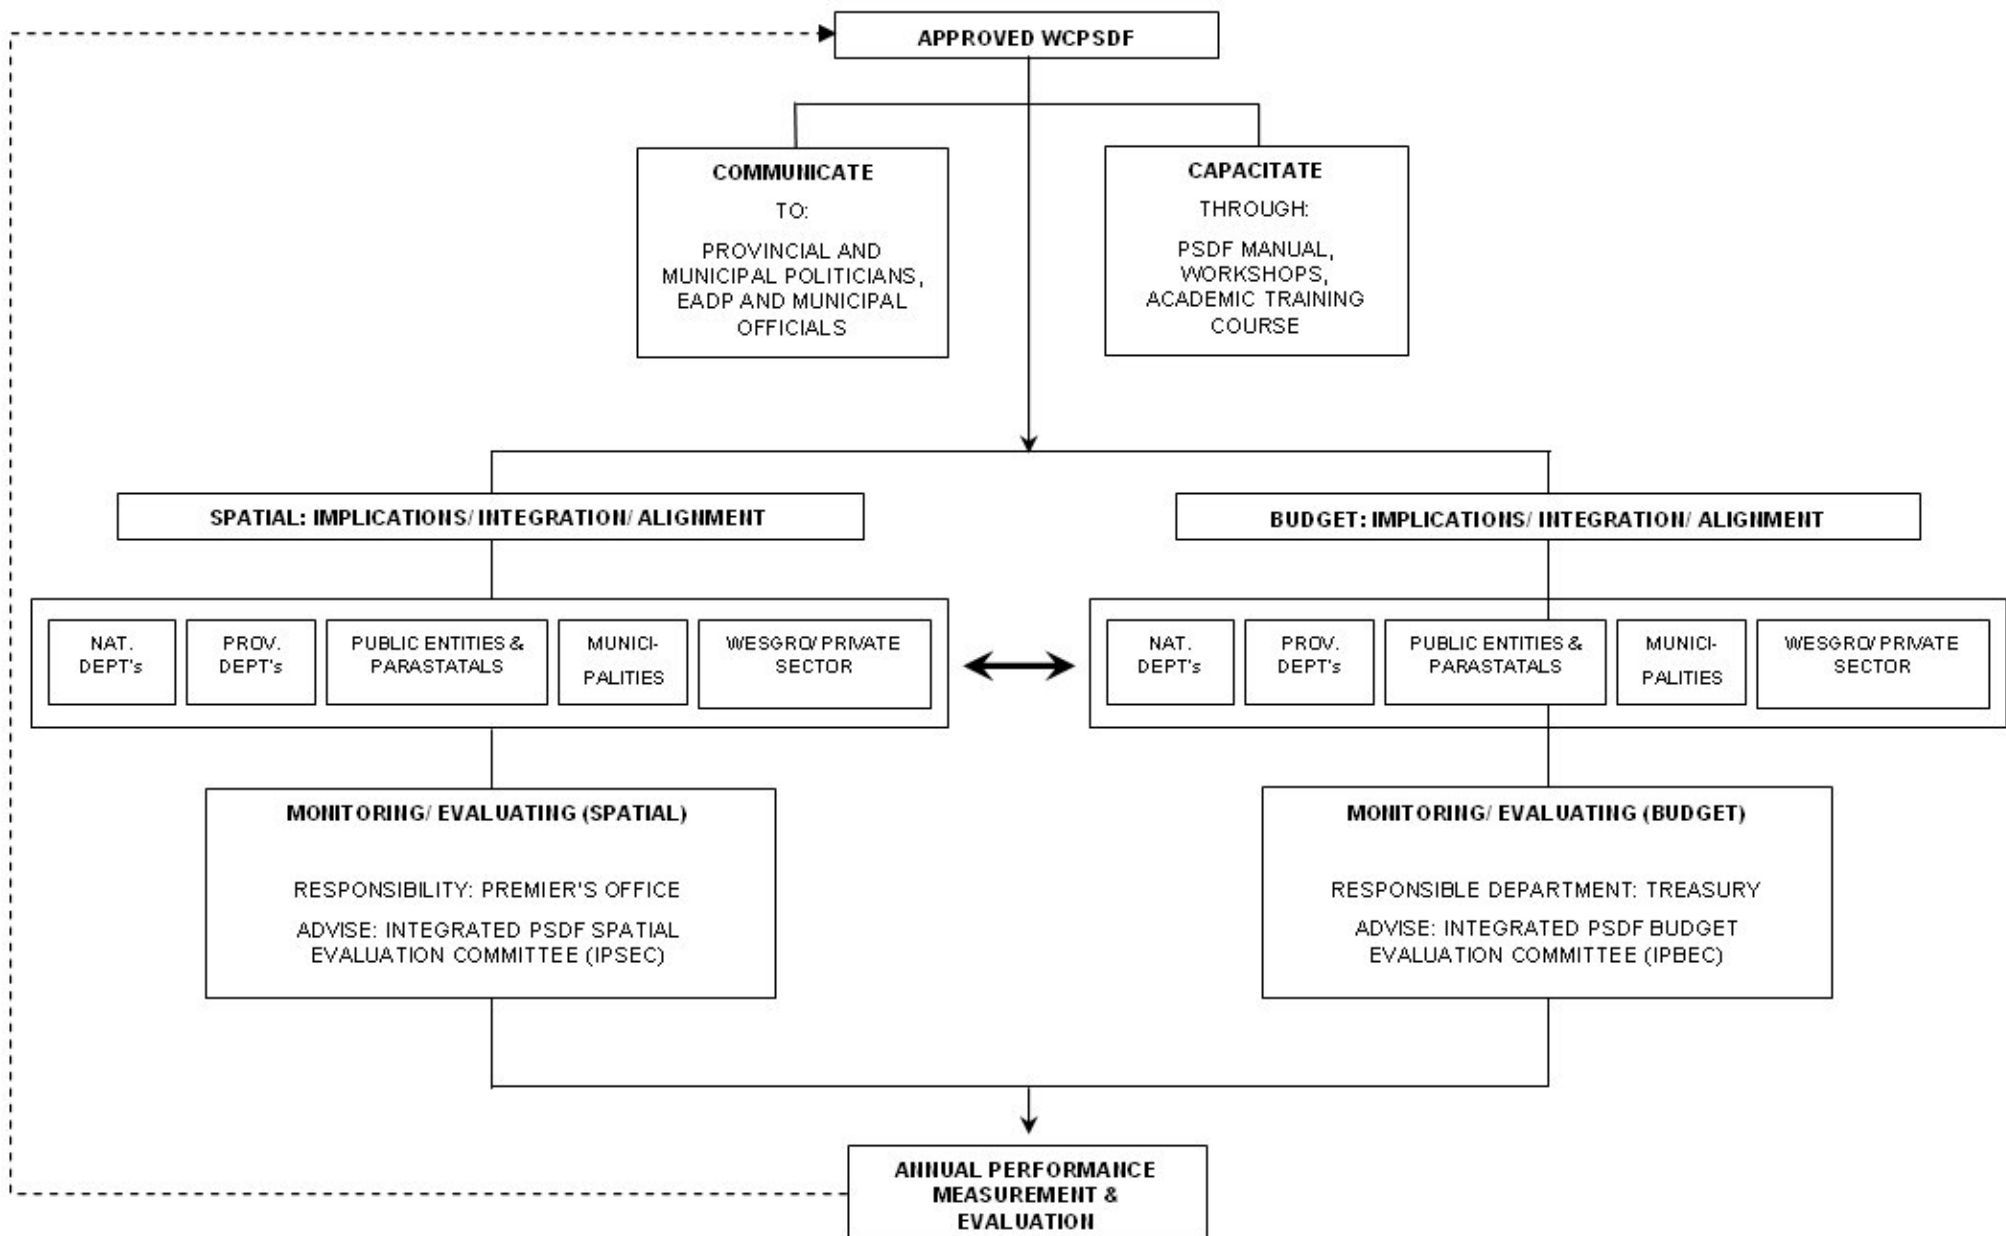 APPROVED WCPSDF
COMMUNICATE
TO:
PROVINCIAL AND
MUNICIPAL POLITICIANS,
EADP AND MUNICIPAL
OFFICIALS
CAPACITATE
THROUGH:
PSDF MANUAL,
WORKSHOPS,
ACADEMIC TRAINING
COURSE
SPATIAL: IMPLICATIONS/ INTEGRATION/ ALIGNMENT
BUDGET: IMPLICATIONS/ INTEGRATION/ ALIGNMENT
NAT.
DEPT's
PROV.
DEPT's
PUBLIC ENTITIES &
PARASTATALS
MUNICI-
PALITIES
WESGRO/ PRIVATE
SECTOR
NAT.
DEPT's
PROV.
DEPT's
PUBLIC ENTITIES &
PARASTATALS
MUNICI-
PALITIES
WESGRO/ PRIVATE
SECTOR
MONITORING/ EVALUATING (SPATIAL)
RESPONSIBILITY: PREMIER'S OFFICE
ADVISE: INTEGRATED PSDF SPATIAL
EVALUATION COMMITTEE (IPSEC)
MONITORING/ EVALUATING (BUDGET)
RESPONSIBLE DEPARTMENT: TREASURY
ADVISE: INTEGRATED PSDF BUDGET
EVALUATION COMMITTEE (IPBEC)
ANNUAL PERFORMANCE
MEASUREMENT &
EVALUATION